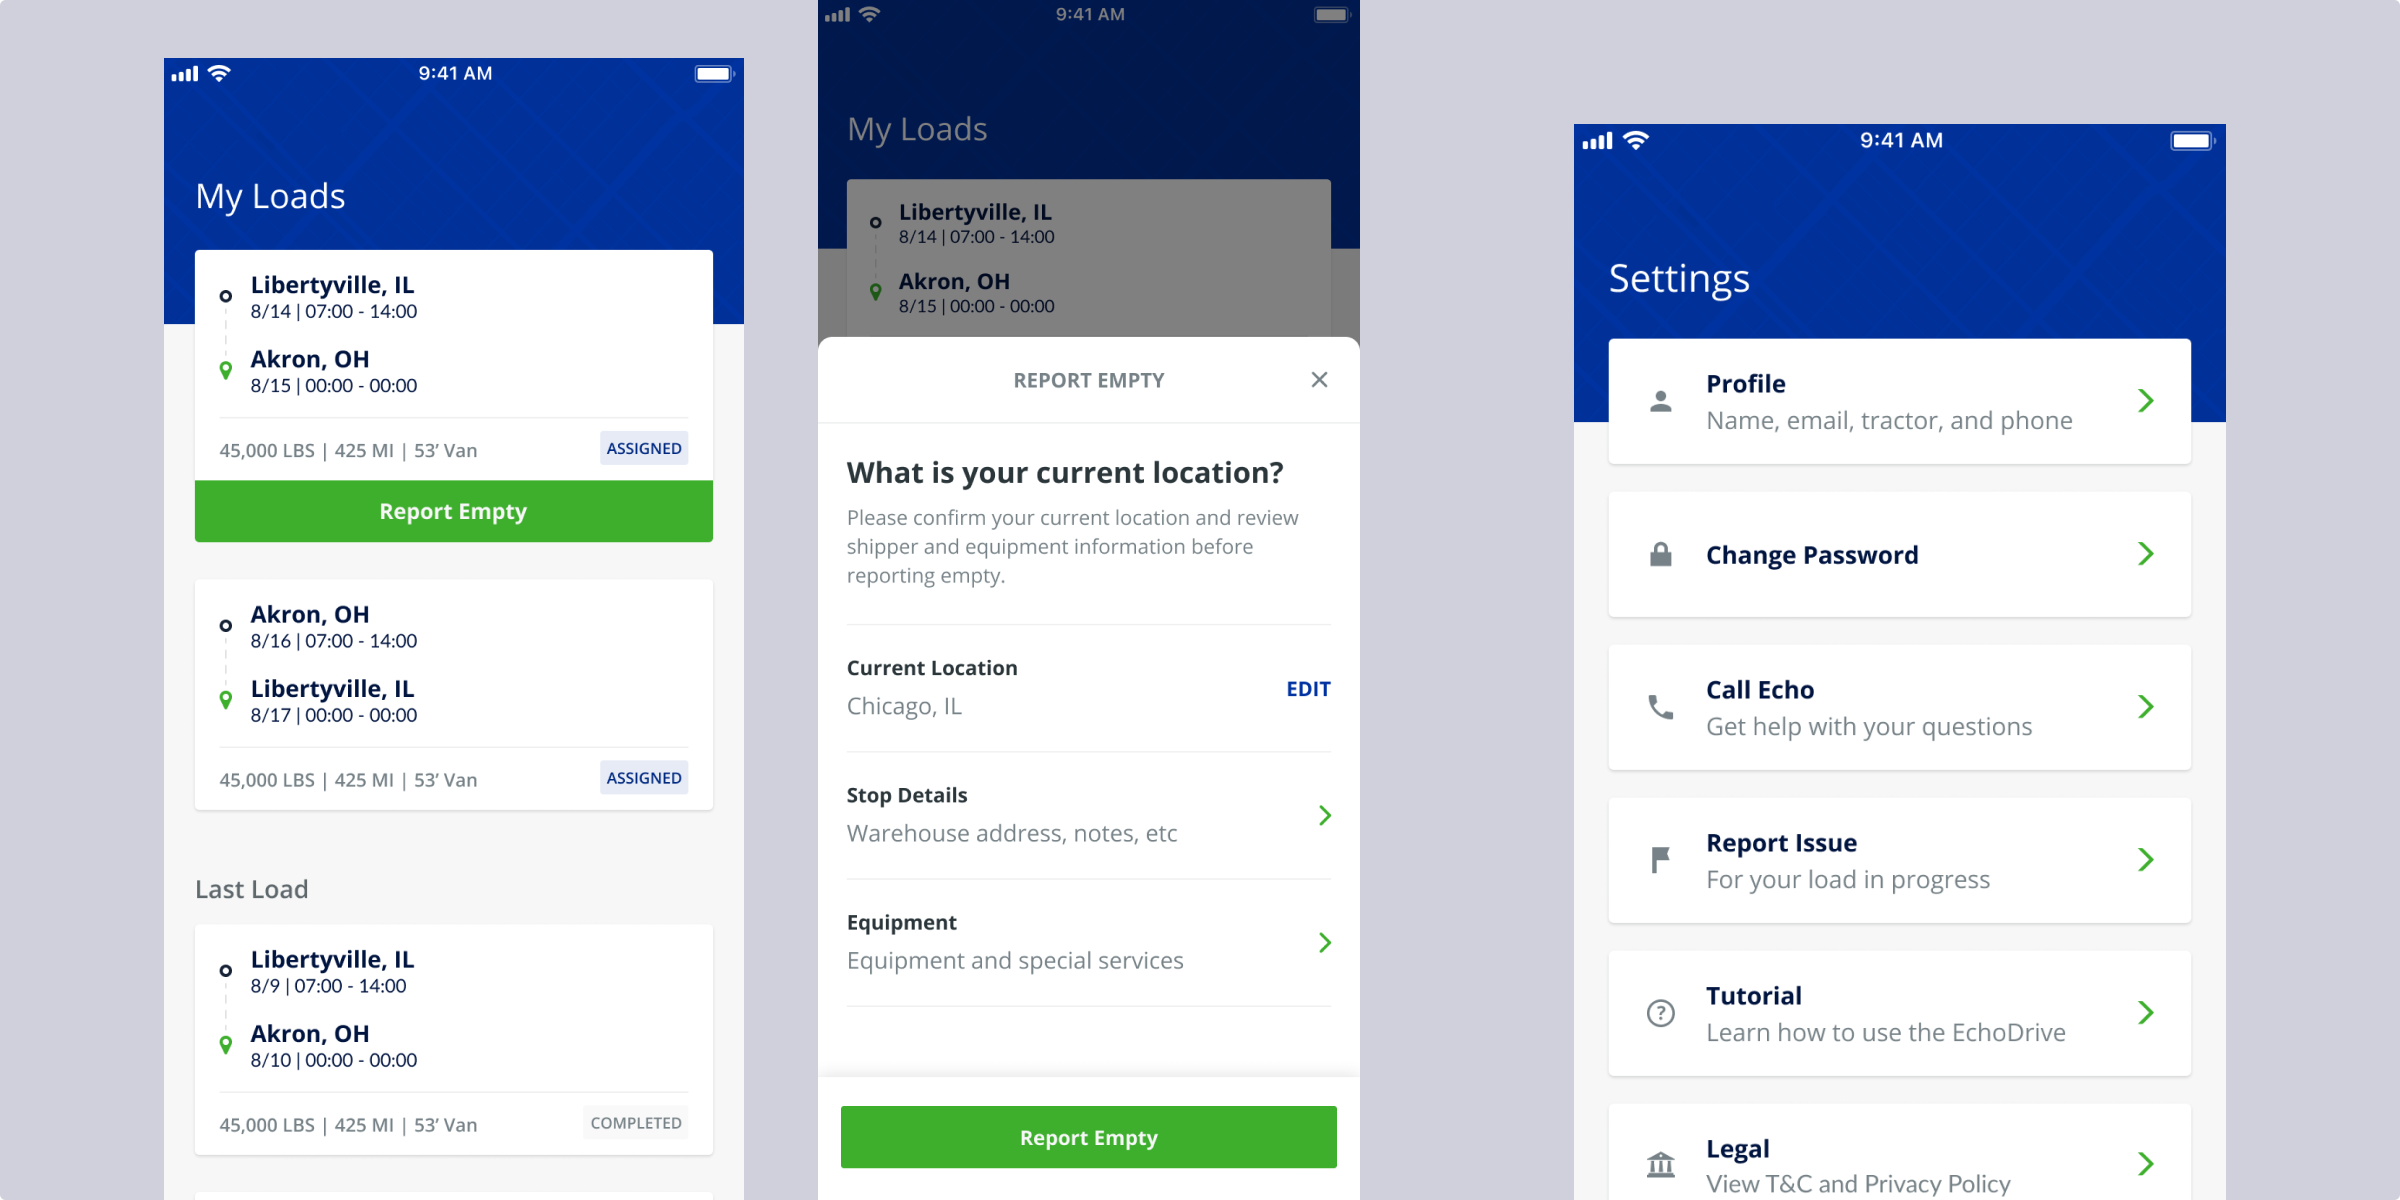 9:41 AM
My Loads
Libertyville, IL
8/14 | 07:00 - 14:00
Akron, OH
8/15 | 00:00 - 00:00
45,000 LBS | 425 MI | 53’ Van
ASSIGNED
Report Empty
Akron, OH
8/16 | 07:00 - 14:00
Libertyville, IL
8/17 | 00:00 - 00:00
45,000 LBS | 425 MI | 53’ Van
ASSIGNED
Last Load
Libertyville, IL
8/9 | 07:00 - 14:00
Akron, OH
8/10 | 00:00 - 00:00
45,000 LBS | 425 MI | 53’ Van
COMPLETED
9:41 AM
My Loads
Libertyville, IL
8/14 | 07:00 - 14:00
Akron, OH
8/15 | 00:00 - 00:00
REPORT EMPTY
What is your current location?
Please confirm your current location and review
shipper and equipment information before
reporting empty.
Current Location
Chicago, IL
EDIT
Stop Details
Warehouse address, notes, etc
Equipment
Equipment and special services
Report Empty
9:41 AM
Settings
Profile
Name, email, tractor, and phone
Change Password
Call Echo
Get help with your questions
Report Issue
For your load in progress
Tutorial
Learn how to use the EchoDrive
Legal
View T&C and Privacy Policy